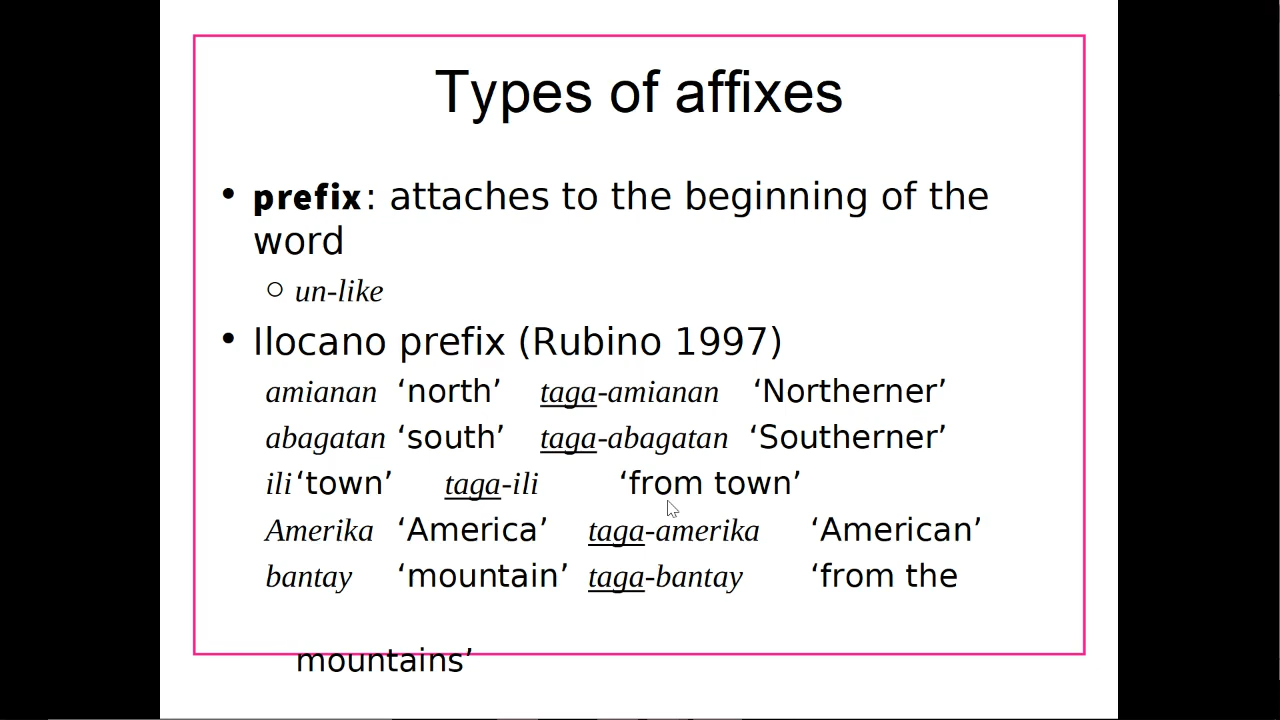 Types of affixes
• prefix: attaches to the beginning of the
word
○ un-like
• Ilocano prefix (Rubino 1997)
amianan ‘north’ taga-amianan ‘Northerner’
abagatan ‘south’ taga-abagatan ‘Southerner’
ili ‘town’ taga-ili ‘from town’
Amerika ‘America’ taga-amerika ‘American’
bantay ‘mountain’ taga-bantay ‘from the
mountains’